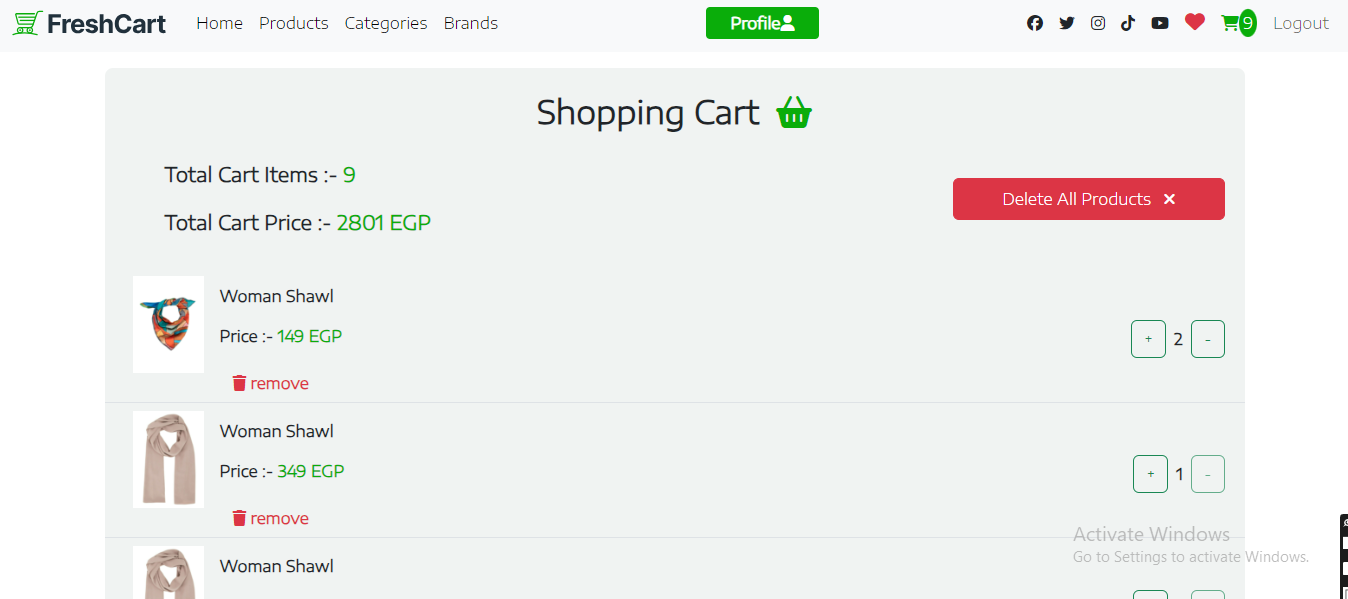 FreshCart Home Products Categories Brands Profile 9 Logout
Shopping Cart
Total Cart Items :- 9
Total Cart Price :- 2801 EGP
Delete All Products ×
Woman Shawl
Price :- 149 EGP
+ 2 -
remove
Woman Shawl
Price :- 349 EGP
+ 1 -
remove
Activate Windows
Go to Settings to activate Windows.
Woman Shawl